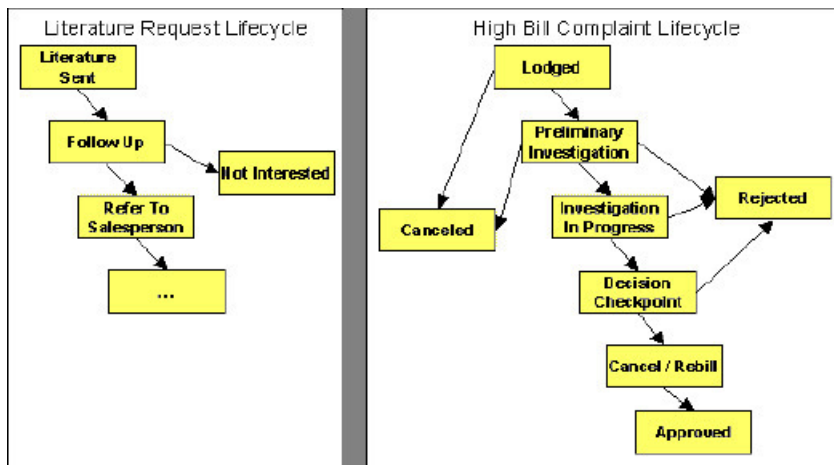 Literature Request Lifecycle
Literature
Sent
Follow Up
Not Interested
Refer To
Salesperson
...
High Bill Complaint Lifecycle
Lodged
Preliminary
Investigation
Canceled
Investigation
In Progress
Rejected
Decision
Checkpoint
Cancel / Rebill
Approved